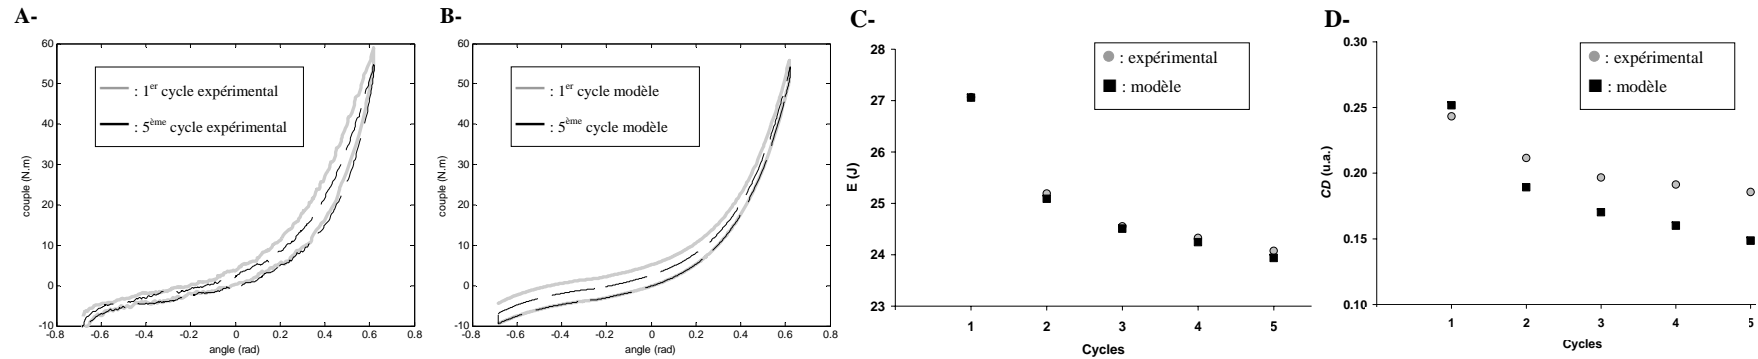 A-
60
50
40
30
20
10
0
-10
-0.8
-0.6
-0.4
-0.2
0
0.2
0.4
0.6
0.8
couple (N.m)
angle (rad)
: 1er cycle expérimental
: 5ème cycle expérimental
B-
60
50
40
30
20
10
0
-10
-0.8
-0.6
-0.4
-0.2
0
0.2
0.4
0.6
0.8
couple (N.m)
angle (rad)
: 1er cycle modèle
: 5ème cycle modèle
C-
28
27
26
25
24
23
1
2
3
4
5
E (J)
Cycles
: expérimental
: modèle
D-
0.30
0.25
0.20
0.15
0.10
1
2
3
4
5
CD (u.a.)
Cycles
: expérimental
: modèle